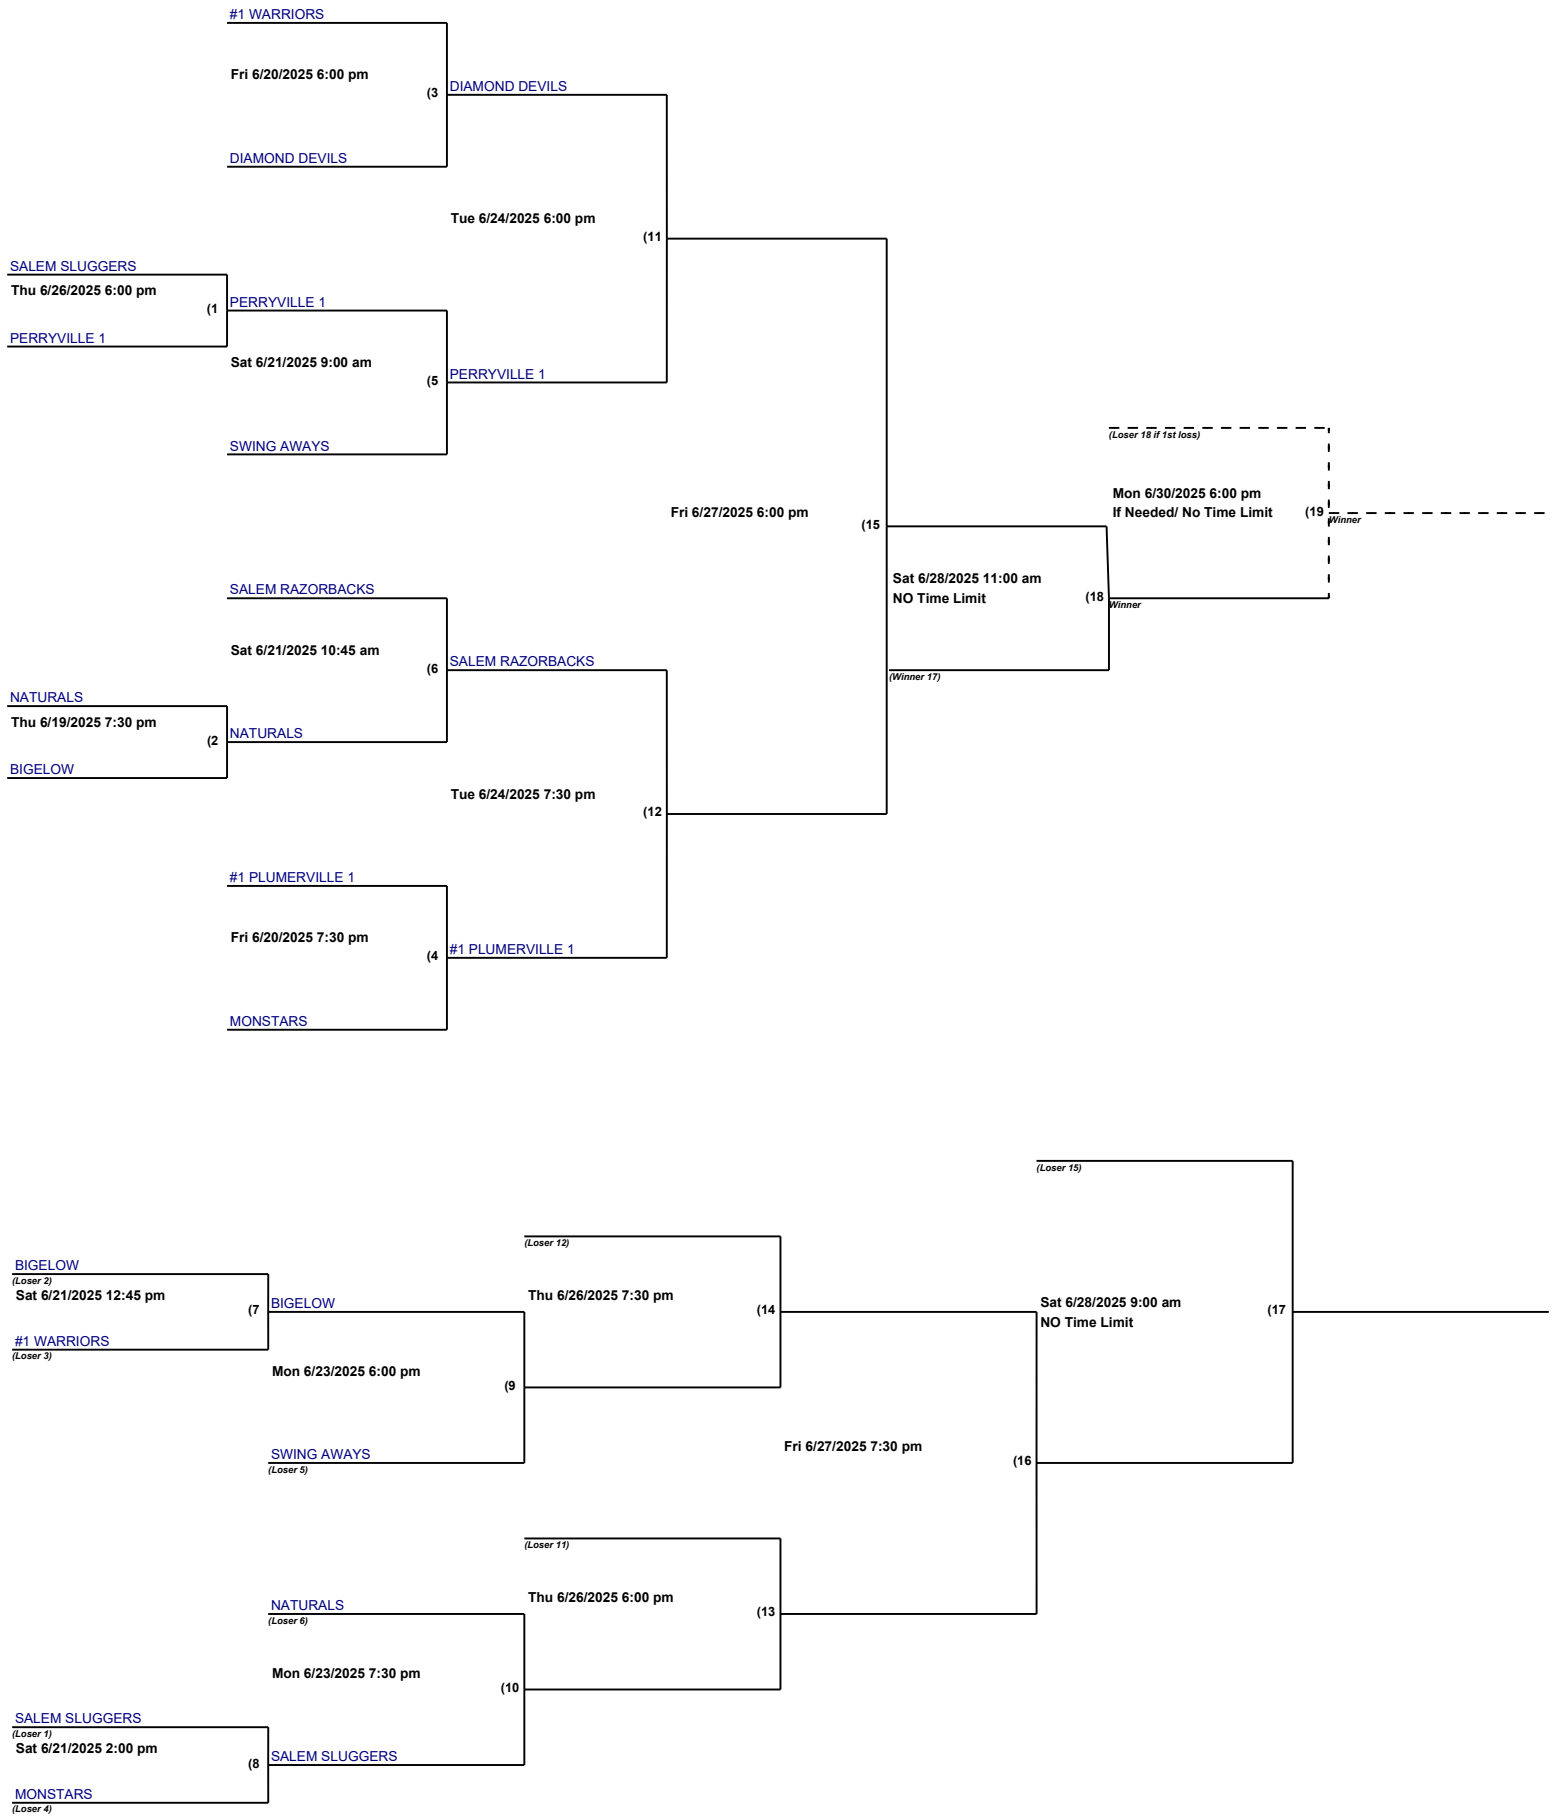 #1 WARRIORS
Fri 6/20/2025 6:00 pm
(3
DIAMOND DEVILS
DIAMOND DEVILS
Tue 6/24/2025 6:00 pm
(11
SALEM SLUGGERS
Thu 6/26/2025 6:00 pm
(1
PERRYVILLE 1
PERRYVILLE 1
Sat 6/21/2025 9:00 am
(5
PERRYVILLE 1
SWING AWAYS
(Loser 18 if 1st loss)
Mon 6/30/2025 6:00 pm
If Needed/ No Time Limit
(19
Winner
Fri 6/27/2025 6:00 pm
(15
Sat 6/28/2025 11:00 am
NO Time Limit
(18
Winner
(Winner 17)
SALEM RAZORBACKS
Sat 6/21/2025 10:45 am
(6
SALEM RAZORBACKS
NATURALS
Thu 6/19/2025 7:30 pm
(2
NATURALS
BIGELOW
Tue 6/24/2025 7:30 pm
(12
#1 PLUMERVILLE 1
Fri 6/20/2025 7:30 pm
(4
#1 PLUMERVILLE 1
MONSTARS
(Loser 15)
(Loser 12)
BIGELOW
(Loser 2)
Sat 6/21/2025 12:45 pm
(7
BIGELOW
Thu 6/26/2025 7:30 pm
(14
Sat 6/28/2025 9:00 am
NO Time Limit
(17
#1 WARRIORS
(Loser 3)
Mon 6/23/2025 6:00 pm
(9
SWING AWAYS
(Loser 5)
Fri 6/27/2025 7:30 pm
(16
(Loser 11)
NATURALS
(Loser 6)
Thu 6/26/2025 6:00 pm
(13
Mon 6/23/2025 7:30 pm
(10
SALEM SLUGGERS
(Loser 1)
Sat 6/21/2025 2:00 pm
(8
SALEM SLUGGERS
MONSTARS
(Loser 4)